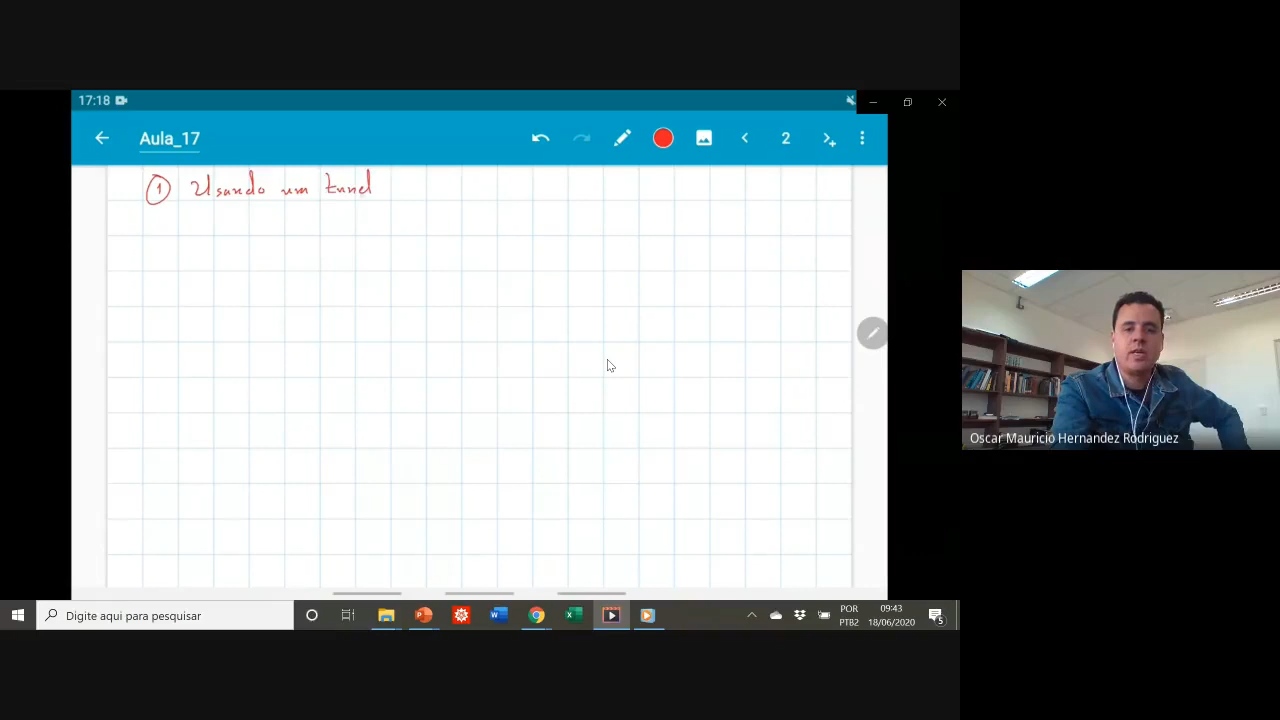 17:18
Aula_17
2
1 Usando um tunel
Oscar Mauricio Hernandez Rodriguez
Digite aqui para pesquisar
POR
PTB2
09:43
18/06/2020
5